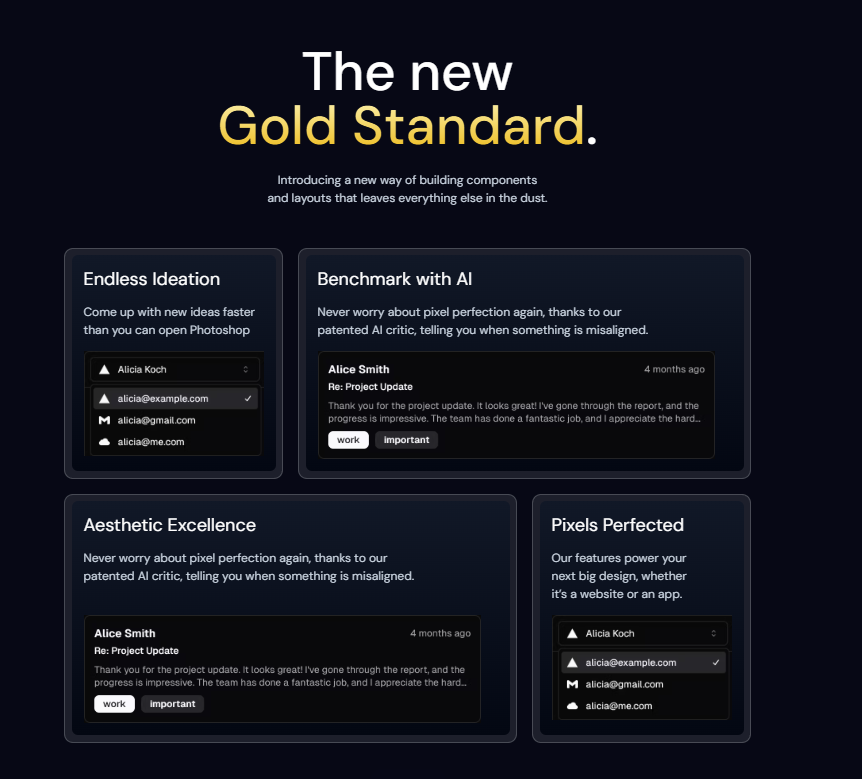 The new
Gold Standard.
Introducing a new way of building components
and layouts that leaves everything else in the dust.
Endless Ideation
Come up with new ideas faster
than you can open Photoshop
Alicia Koch
alicia@example.com
alicia@gmail.com
alicia@me.com
Benchmark with AI
Never worry about pixel perfection again, thanks to our
patented AI critic, telling you when something is misaligned.
Alice Smith 4 months ago
Re: Project Update
Thank you for the project update. It looks great! I've gone through the report, and the
progress is impressive. The team has done a fantastic job, and I appreciate the hard...
work important
Aesthetic Excellence
Never worry about pixel perfection again, thanks to our
patented AI critic, telling you when something is misaligned.
Alice Smith 4 months ago
Re: Project Update
Thank you for the project update. It looks great! I've gone through the report, and the
progress is impressive. The team has done a fantastic job, and I appreciate the hard...
work important
Pixels Perfected
Our features power your
next big design, whether
it's a website or an app.
Alicia Koch
alicia@example.com
alicia@gmail.com
alicia@me.com